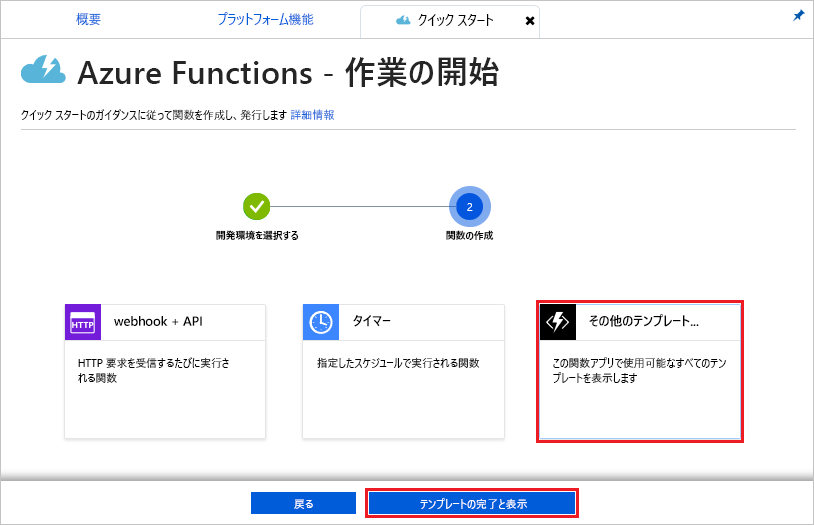 概要
プラットフォーム機能
クイック スタート
Azure Functions - 作業の開始
クイック スタートのガイダンスに従って関数を作成し、発行します 詳細情報
2
開発環境を選択する
関数の作成
HTTP
webhook + API
HTTP 要求を受信するたびに実行さ
れる関数
タイマー
指定したスケジュールで実行される関数
その他のテンプレート...
この関数アプリで使用可能なすべてのテン
プレートを表示します
戻る
テンプレートの完了と表示